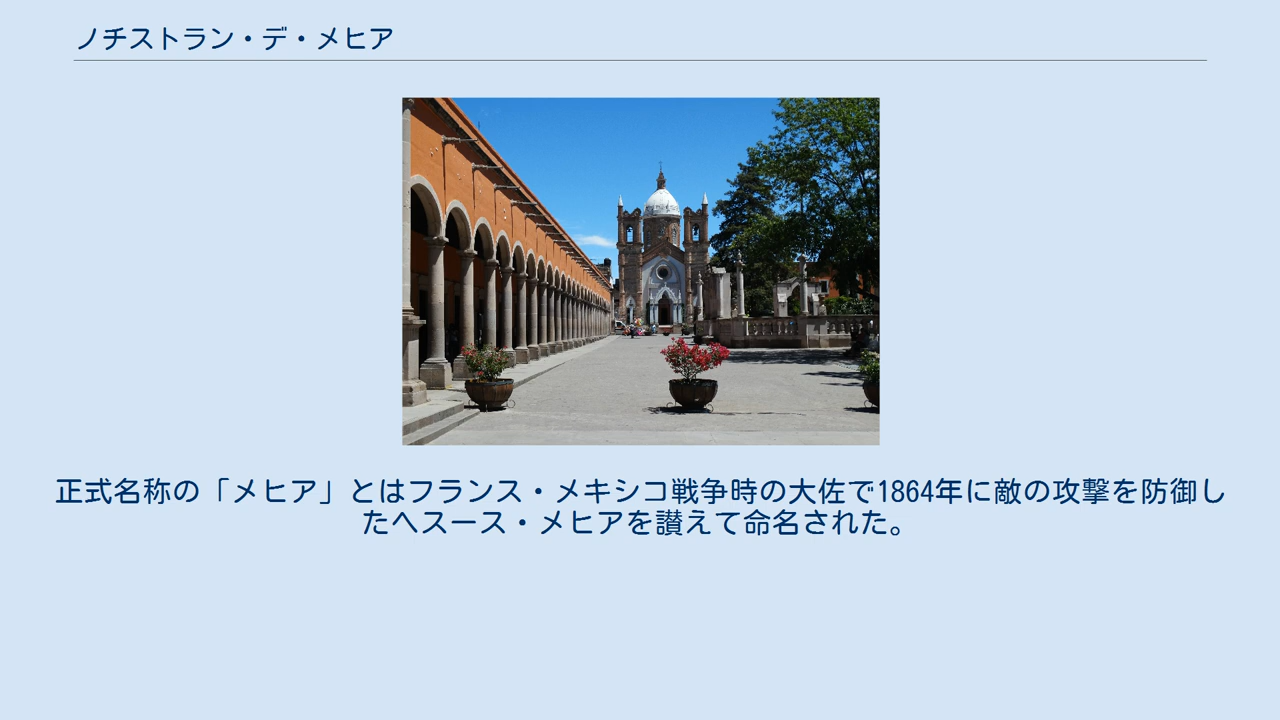 ノチストラン・デ・メヒア
正式名称の「メヒア」とはフランス・メキシコ戦争時の大佐で1864年に敵の攻撃を防御し
たヘスース・メヒアを讃えて命名された。